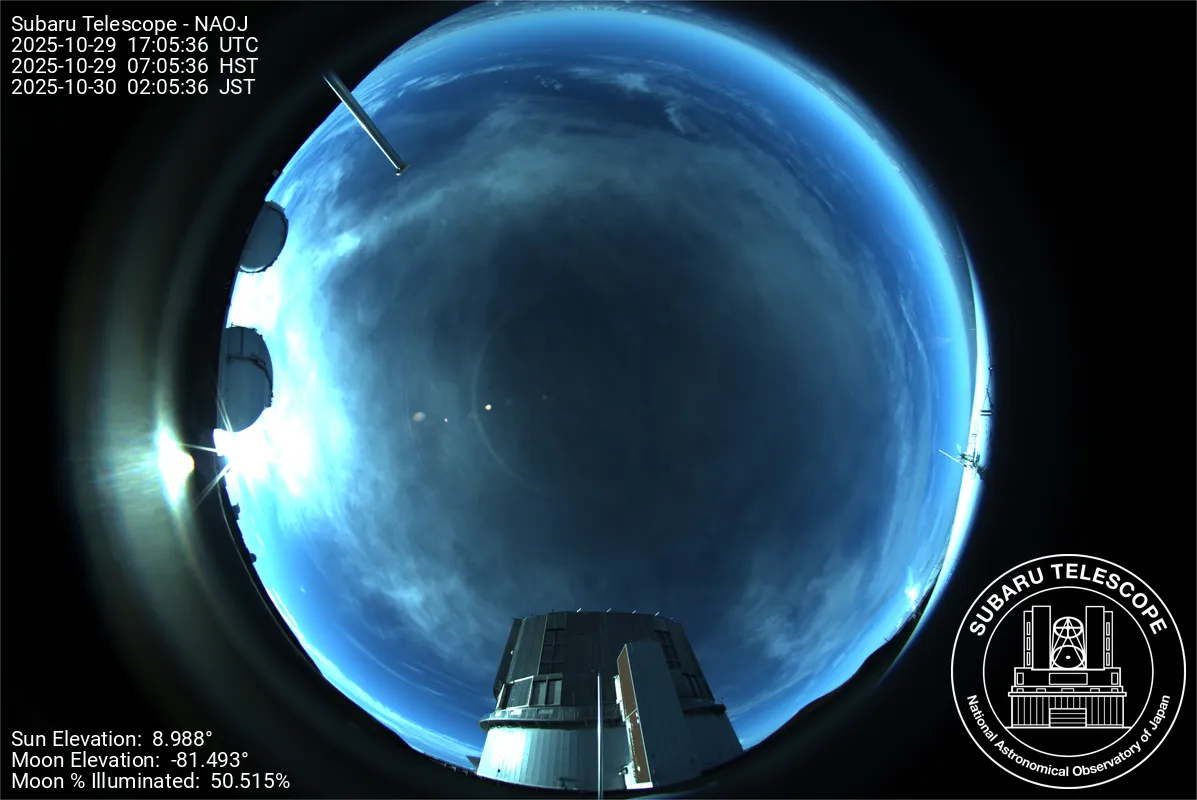 Subaru Telescope - NAOJ
2025-10-29 17:05:36 UTC
2025-10-29 07:05:36 HST
2025-10-30 02:05:36 JST
SUBARU TELESCOPE
National Astronomical Observatory of Japan
Sun Elevation: 8.988°
Moon Elevation: -81.493°
Moon % Illuminated: 50.515%